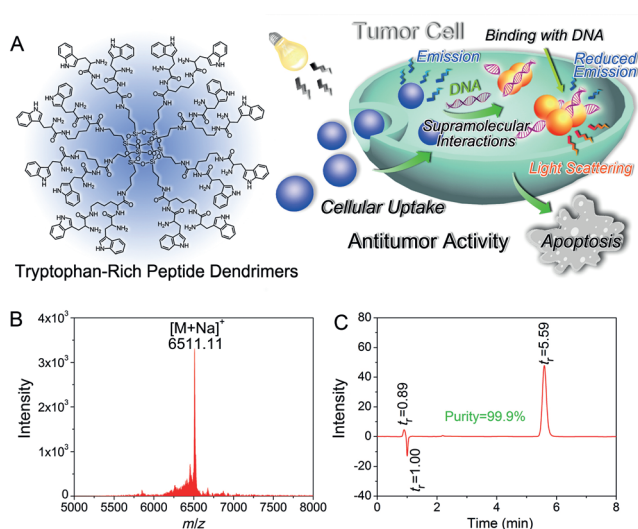 A
Tumor Cell
Binding with DNA
Emission
Reduced
Emission
DNA
Supramolecular
Interactions
Light Scattering
Cellular Uptake
Antitumor Activity
Apoptosis
Tryptophan-Rich Peptide Dendrimers
B
[M+Na]+
6511.11
Intensity
4x10³
3x10³
2x10³
1x10³
0
5000 5500 6000 6500 7000 7500 8000
m/z
C
Intensity
80
60
40
20
0
-20
-40
tr=0.89
tr=1.00
tr=5.59
Purity=99.9%
0 2 4 6 8
Time (min)